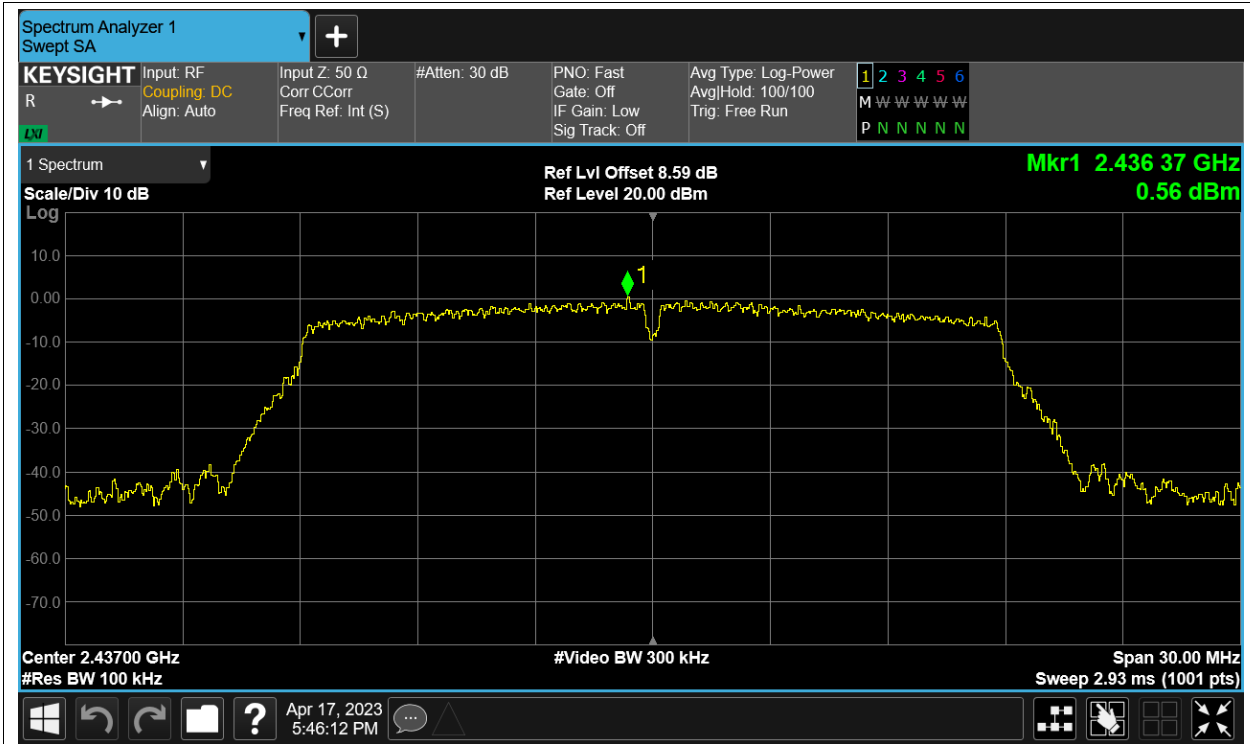 Spectrum Analyzer 1
Swept SA
+
KEYSIGHT
R
LXI
Input: RF
Coupling: DC
Align: Auto
Input Z: 50 Ω
Corr CCorr
Freq Ref: Int (S)
#Atten: 30 dB
PNO: Fast
Gate: Off
IF Gain: Low
Sig Track: Off
Avg Type: Log-Power
Avg|Hold: 100/100
Trig: Free Run
1 2 3 4 5 6
M W W W W W
P N N N N N
1 Spectrum
Scale/Div 10 dB
Ref Lvl Offset 8.59 dB
Ref Level 20.00 dBm
Mkr1 2.436 37 GHz
0.56 dBm
Log
10.0
0.00
-10.0
-20.0
-30.0
-40.0
-50.0
-60.0
-70.0
1
Center 2.43700 GHz
#Res BW 100 kHz
#Video BW 300 kHz
Span 30.00 MHz
Sweep 2.93 ms (1001 pts)
?
Apr 17, 2023
5:46:12 PM